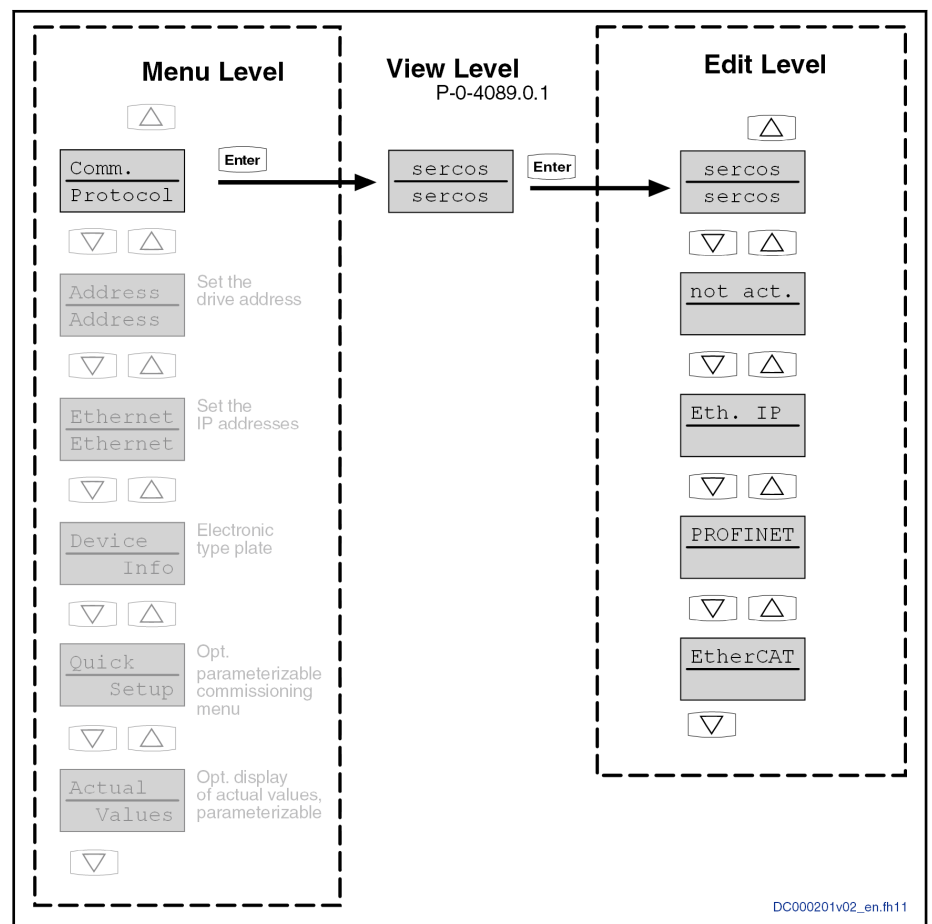 Menu Level
View Level
P-0-4089.0.1
Edit Level
Comm.
Protocol
Enter
sercos
sercos
Enter
sercos
sercos
Address
Address
Set the
drive address
not act.
Ethernet
Ethernet
Set the
IP addresses
Eth. IP
Device
Info
Electronic
type plate
PROFINET
Quick
Setup
Opt.
parameterizable
commissioning
menu
EtherCAT
Actual
Values
Opt. display
of actual values,
parameterizable
DC000201v02_en.fh11